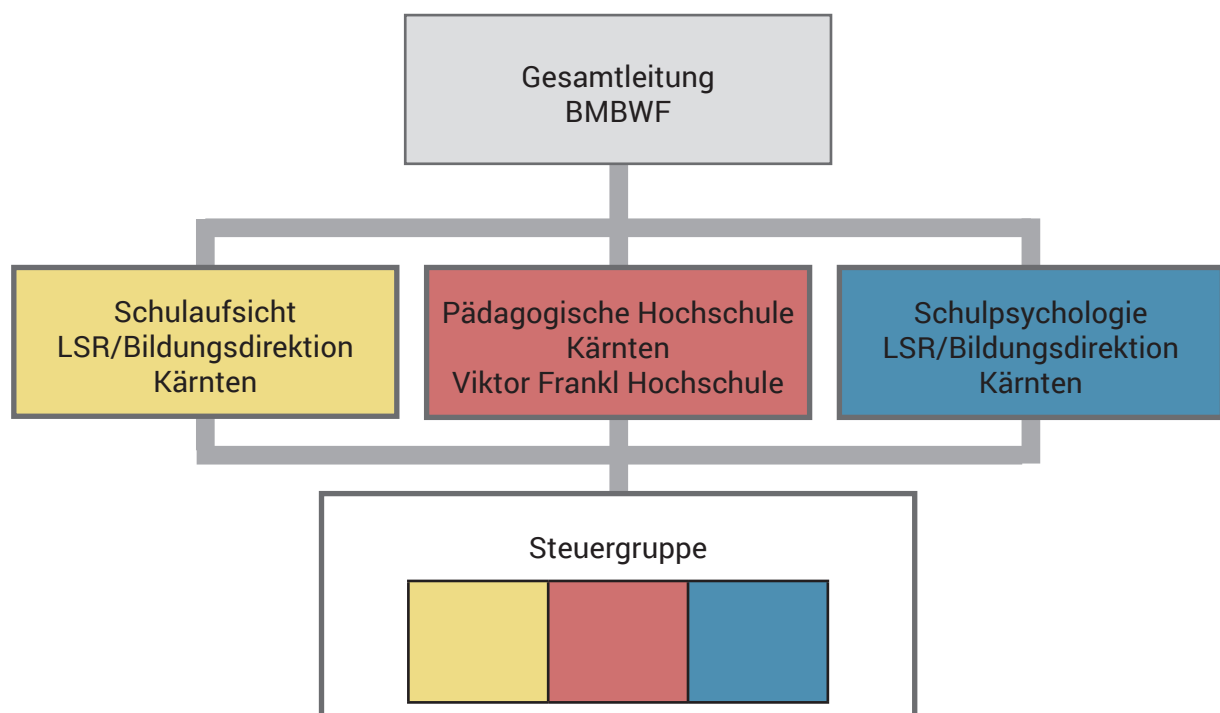 Gesamtleitung
BMBWF
Schulaufsicht
LSR/Bildungsdirektion
Kärnten
Pädagogische Hochschule
Kärnten
Viktor Frankl Hochschule
Schulpsychologie
LSR/Bildungsdirektion
Kärnten
Steuergruppe